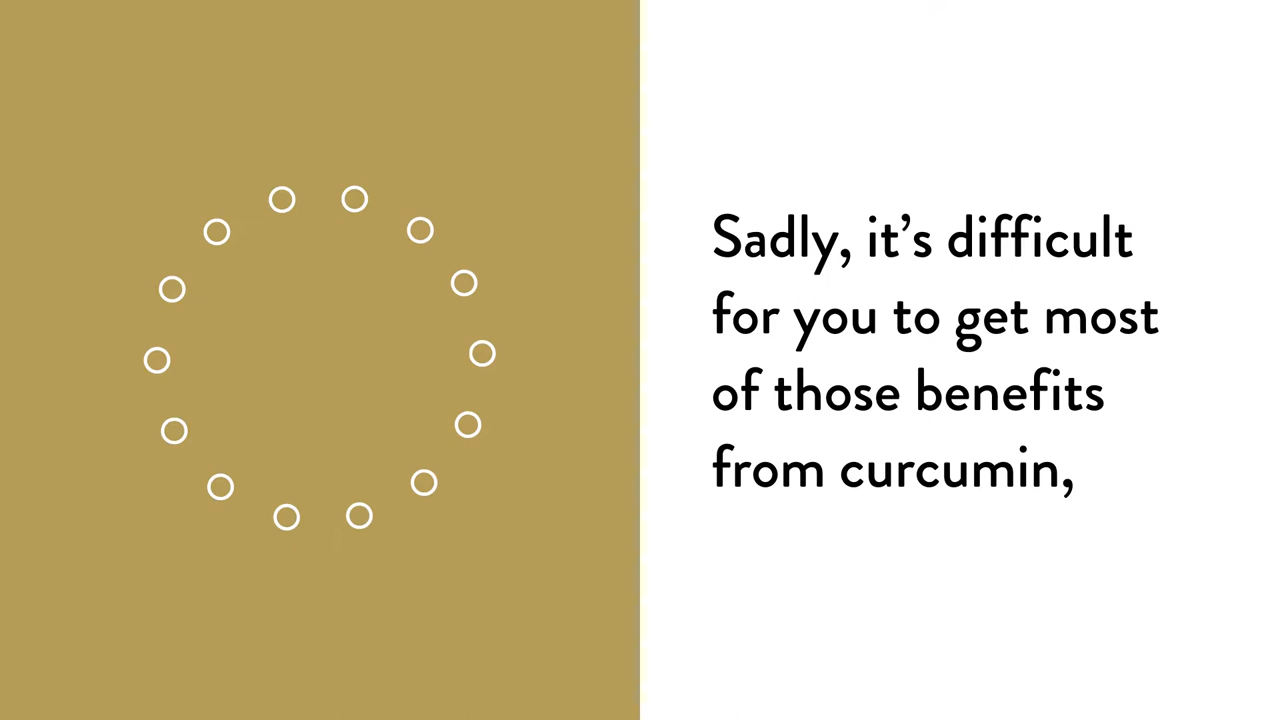 Sadly, it’s difficult
for you to get most
of those benefits
from curcumin,